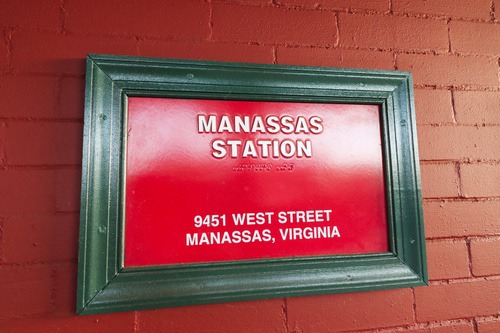 MANASSAS
STATION
9451 WEST STREET
MANASSAS, VIRGINIA